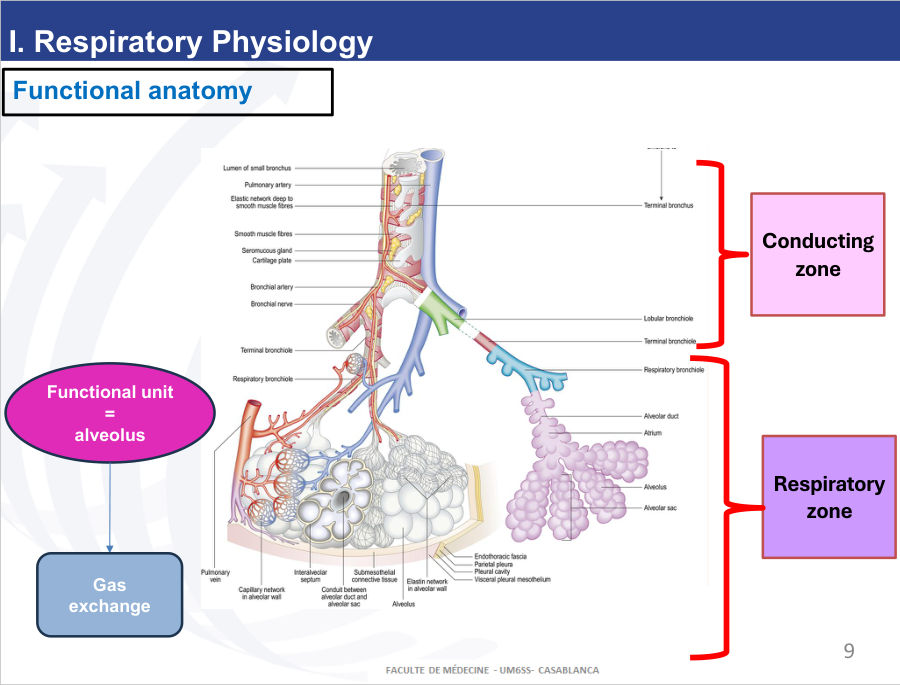 I. Respiratory Physiology
Functional anatomy
Lumen of small bronchus
Pulmonary artery
Elastic network deep to
smooth muscle fibres
Smooth muscle fibres
Seromucous gland
Cartilage plate
Bronchial artery
Bronchial nerve
Terminal bronchiole
Respiratory bronchiole
Terminal bronchus
Lobular bronchiole
Terminal bronchiole
Respiratory bronchiole
Alveolar duct
Atrium
Alveolus
Alveolar sac
Conducting
zone
Respiratory
zone
Functional unit
=
alveolus
Gas
exchange
Pulmonary
vein
Capillary network
in alveolar wall
Interalveolar
septum
Conduit between
alveolar duct and
alveolar sac
Submesothelial
connective tissue
Alveolus
Elastin network
in alveolar wall
Endothoracic fascia
Parietal pleura
Pleural cavity
Visceral pleural mesothelium
9
FACULTE DE MÉDECINE - UM6SS- CASABLANCA